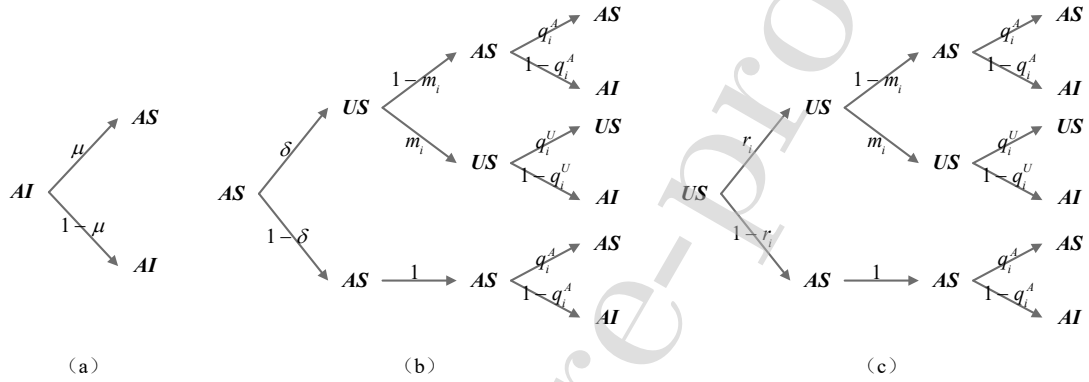 AI
μ
AS
1 − μ
AI
(a)
AS
δ
US
1 − m_i
AS
q_i^A
AS
1 − q_i^A
AI
m_i
US
q_i^U
US
1 − q_i^U
AI
1 − δ
AS
1
AS
q_i^A
AS
1 − q_i^A
AI
(b)
US
r_i
US
1 − m_i
AS
q_i^A
AS
1 − q_i^A
AI
m_i
US
q_i^U
US
1 − q_i^U
AI
1 − r_i
AS
1
AS
q_i^A
AS
1 − q_i^A
AI
(c)
re-pro